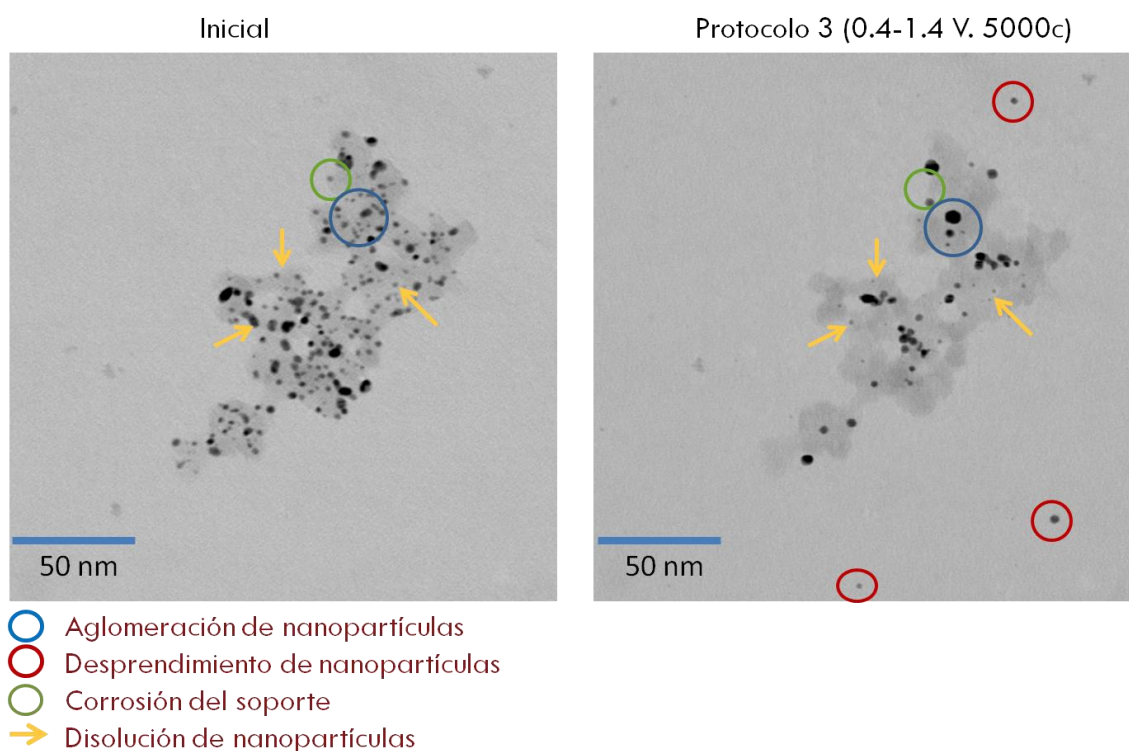 Inicial
Protocolo 3 (0.4-1.4 V. 5000c)
50 nm
50 nm
Aglomeración de nanopartículas
Desprendimiento de nanopartículas
Corrosión del soporte
Disolución de nanopartículas